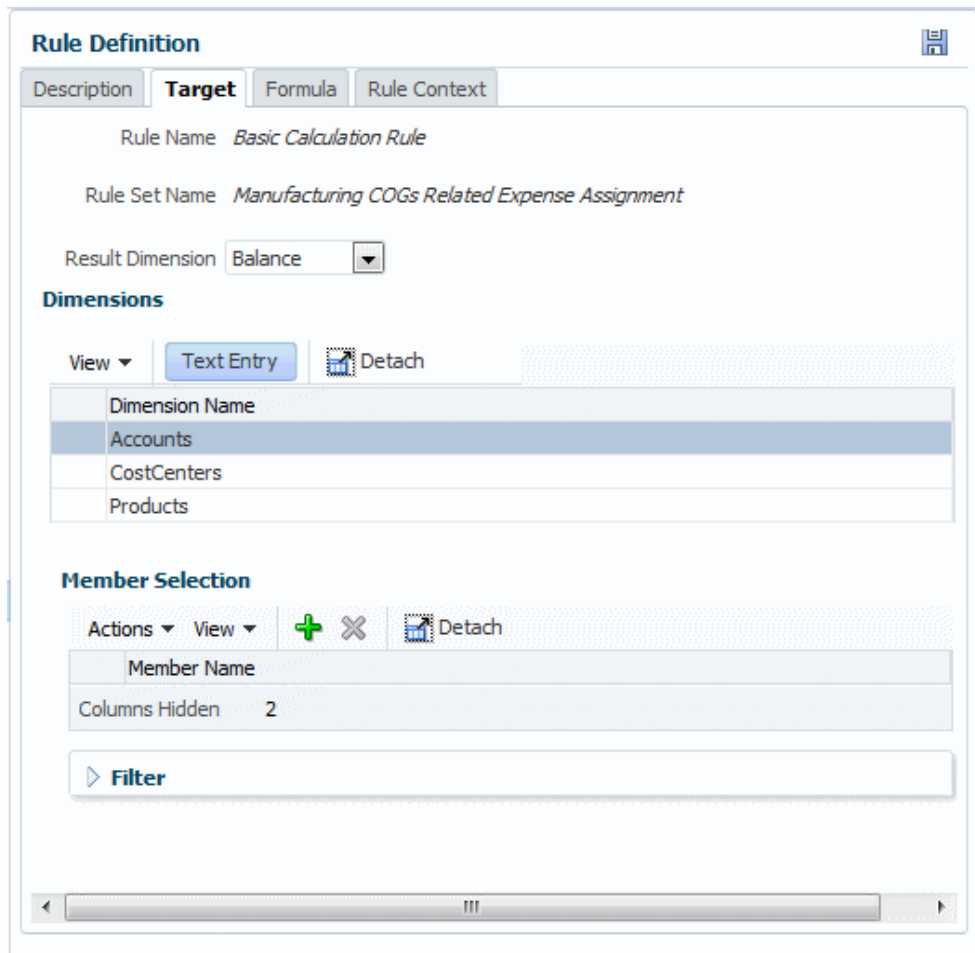 Rule Definition
Description Target Formula Rule Context
Rule Name Basic Calculation Rule
Rule Set Name Manufacturing COGs Related Expense Assignment
Result Dimension Balance
Dimensions
View Text Entry Detach
Dimension Name
Accounts
CostCenters
Products
Member Selection
Actions View Detach
Member Name
Columns Hidden 2
Filter